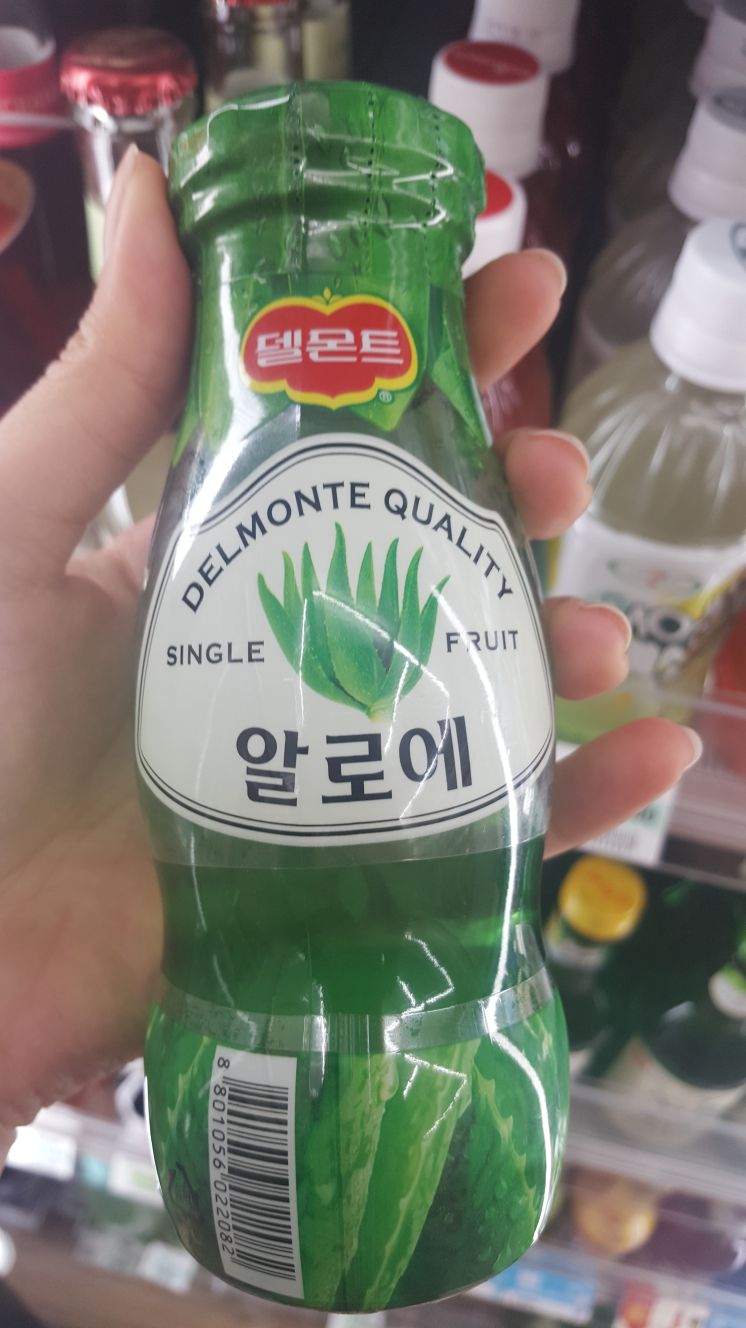 델몬트
®
DELMONTE QUALITY
SINGLE FRUIT
알로에
8 801056 022082